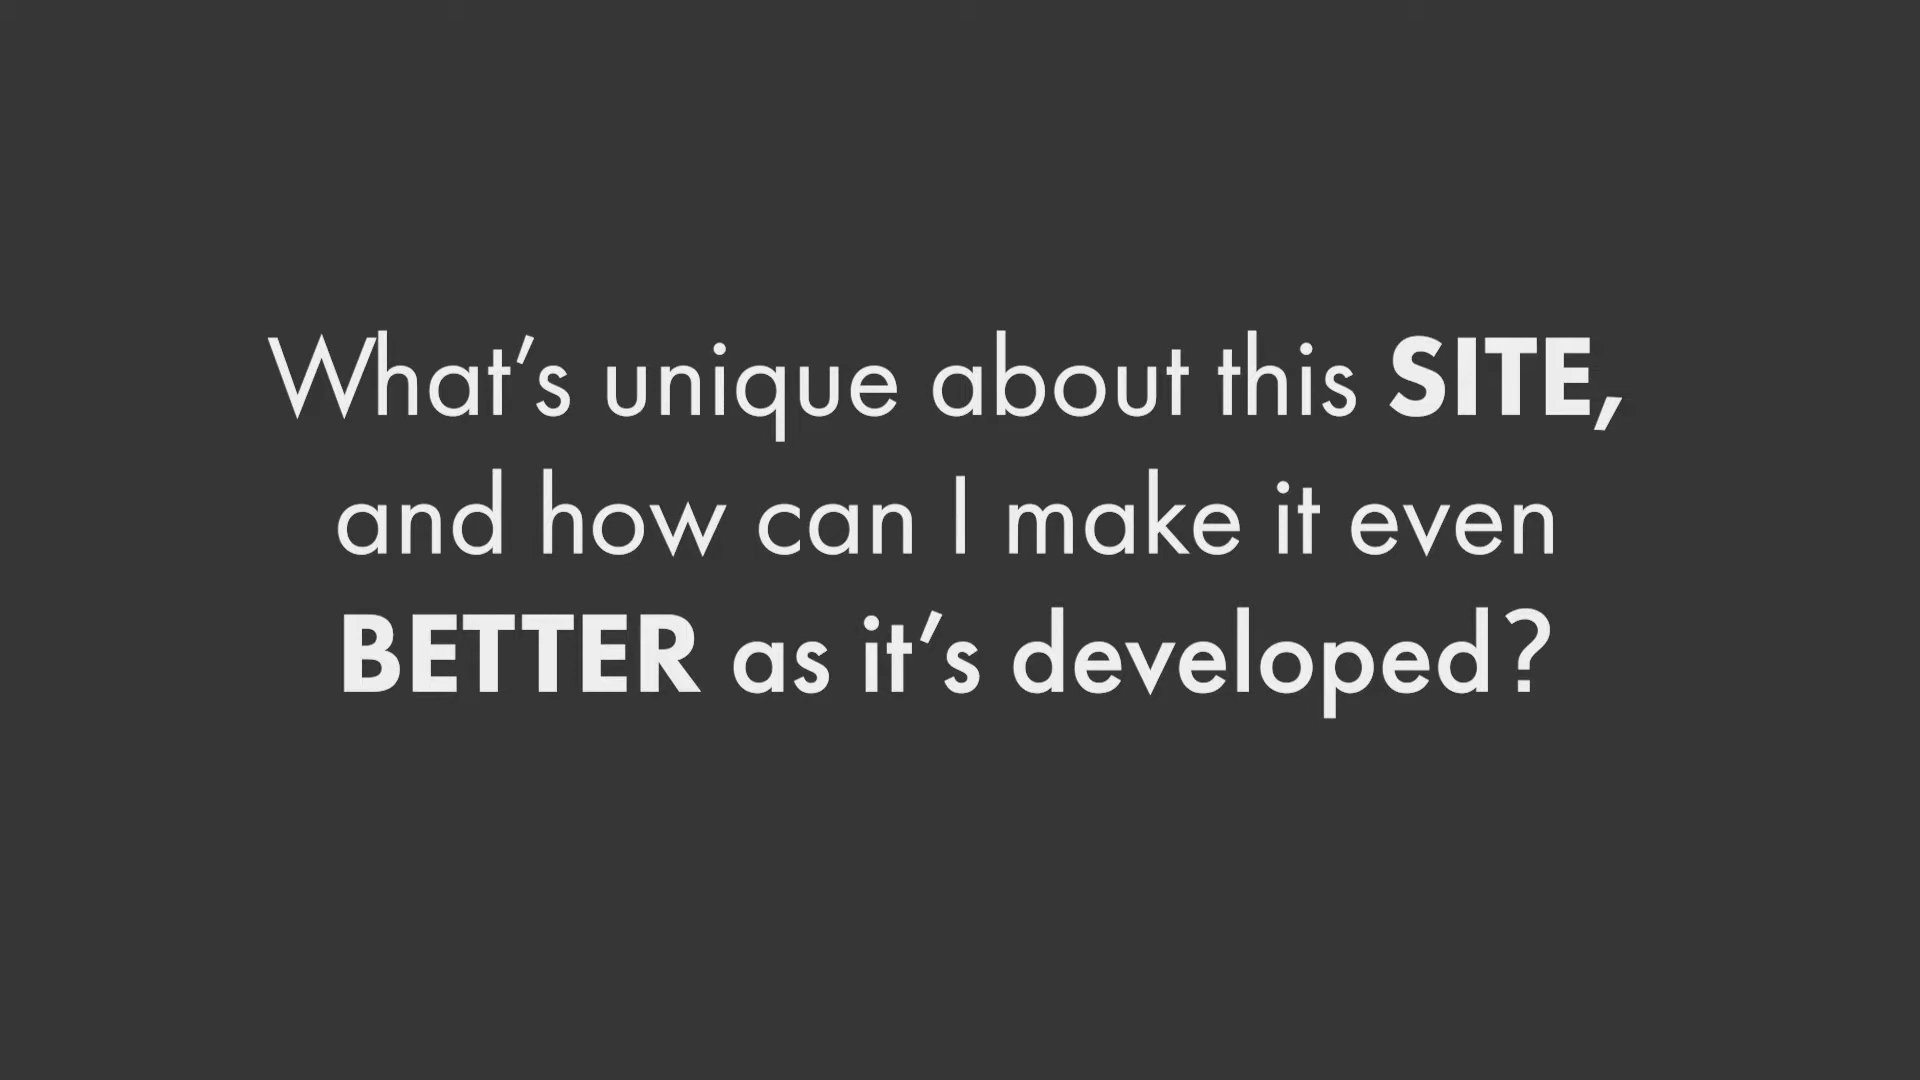 What’s unique about this SITE,
and how can I make it even
BETTER as it’s developed?